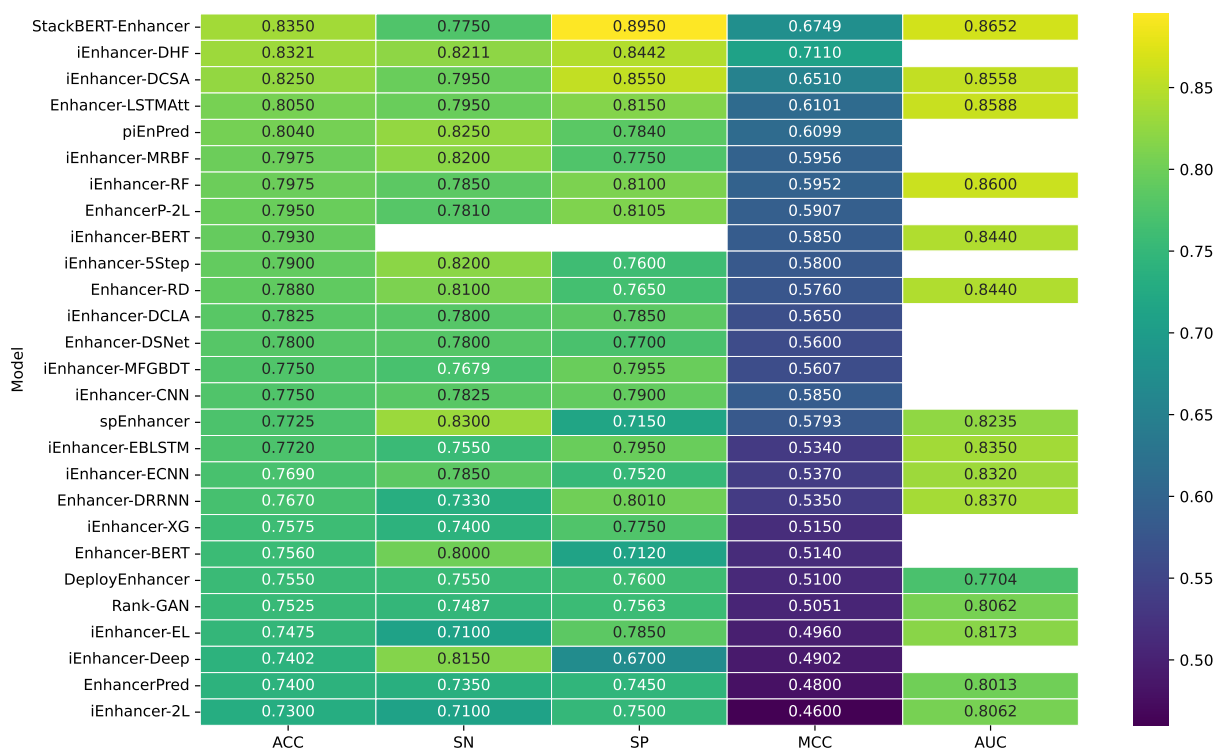 StackBERT-Enhancer 0.8350 0.7750 0.8950 0.6749 0.8652
iEnhancer-DHF 0.8321 0.8211 0.8442 0.7110
iEnhancer-DCSA 0.8250 0.7950 0.8550 0.6510 0.8558
0.85
Enhancer-LSTMAtt 0.8050 0.7950 0.8150 0.6101 0.8588
piEnPred 0.8040 0.8250 0.7840 0.6099
iEnhancer-MRBF 0.7975 0.8200 0.7750 0.5956
iEnhancer-RF 0.7975 0.7850 0.8100 0.5952 0.8600
0.80
EnhancerP-2L 0.7950 0.7810 0.8105 0.5907
iEnhancer-BERT 0.7930 0.5850 0.8440
0.75
iEnhancer-5Step 0.7900 0.8200 0.7600 0.5800
Enhancer-RD 0.7880 0.8100 0.7650 0.5760 0.8440
iEnhancer-DCLA 0.7825 0.7800 0.7850 0.5650
0.70
Enhancer-DSNet 0.7800 0.7800 0.7700 0.5600
Model
iEnhancer-MFGBDT 0.7750 0.7679 0.7955 0.5607
iEnhancer-CNN 0.7750 0.7825 0.7900 0.5850
0.65
spEnhancer 0.7725 0.8300 0.7150 0.5793 0.8235
iEnhancer-EBLSTM 0.7720 0.7550 0.7950 0.5340 0.8350
iEnhancer-ECNN 0.7690 0.7850 0.7520 0.5370 0.8320
0.60
Enhancer-DRRNN 0.7670 0.7330 0.8010 0.5350 0.8370
iEnhancer-XG 0.7575 0.7400 0.7750 0.5150
Enhancer-BERT 0.7560 0.8000 0.7120 0.5140
0.55
DeployEnhancer 0.7550 0.7550 0.7600 0.5100 0.7704
Rank-GAN 0.7525 0.7487 0.7563 0.5051 0.8062
iEnhancer-EL 0.7475 0.7100 0.7850 0.4960 0.8173
iEnhancer-Deep 0.7402 0.8150 0.6700 0.4902
0.50
EnhancerPred 0.7400 0.7350 0.7450 0.4800 0.8013
iEnhancer-2L 0.7300 0.7100 0.7500 0.4600 0.8062
ACC SN SP MCC AUC